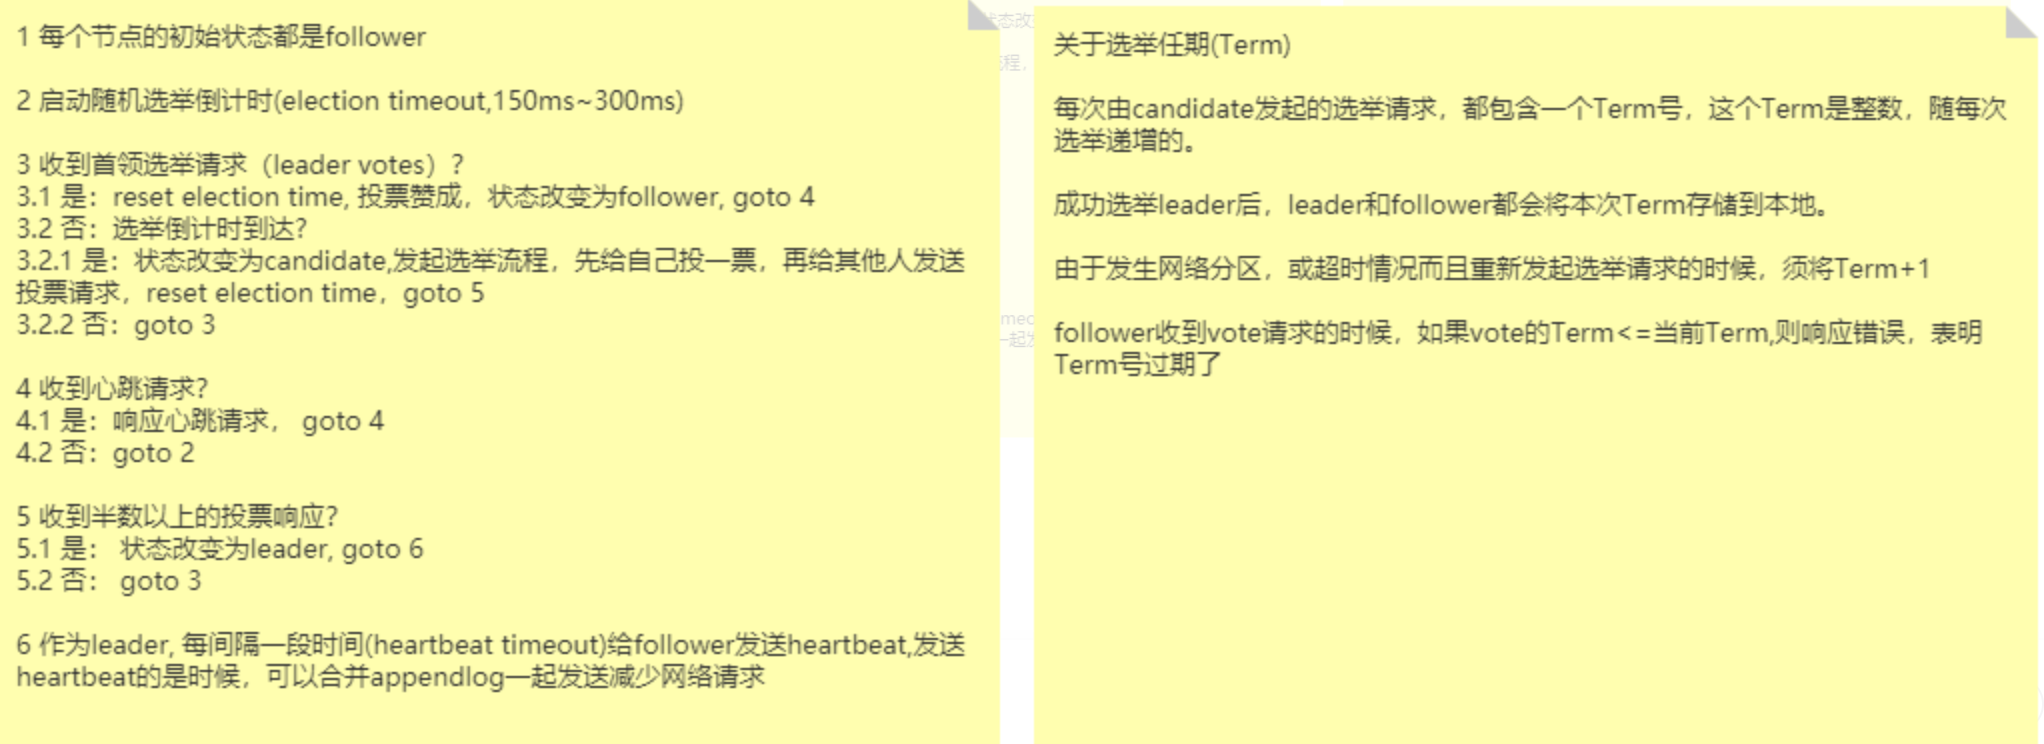 1 每个节点的初始状态都是follower
2 启动随机选举倒计时(election timeout,150ms~300ms)
3 收到首领选举请求（leader votes）?
3.1 是：reset election time, 投票赞成，状态改变为follower, goto 4
3.2 否：选举倒计时到达?
3.2.1 是：状态改变为candidate,发起选举流程，先给自己投一票，再给其他人发送
投票请求，reset election time，goto 5
3.2.2 否：goto 3
4 收到心跳请求?
4.1 是：响应心跳请求， goto 4
4.2 否：goto 2
5 收到半数以上的投票响应?
5.1 是： 状态改变为leader, goto 6
5.2 否： goto 3
6 作为leader, 每间隔一段时间(heartbeat timeout)给follower发送heartbeat,发送
heartbeat的是时候，可以合并appendlog一起发送减少网络请求
关于选举任期(Term)
每次由candidate发起的选举请求，都包含一个Term号，这个Term是整数，随每次
选举递增的。
成功选举leader后，leader和follower都会将本次Term存储到本地。
由于发生网络分区，或超时情况而且重新发起选举请求的时候，须将Term+1
follower收到vote请求的时候，如果vote的Term<=当前Term,则响应错误，表明
Term号过期了